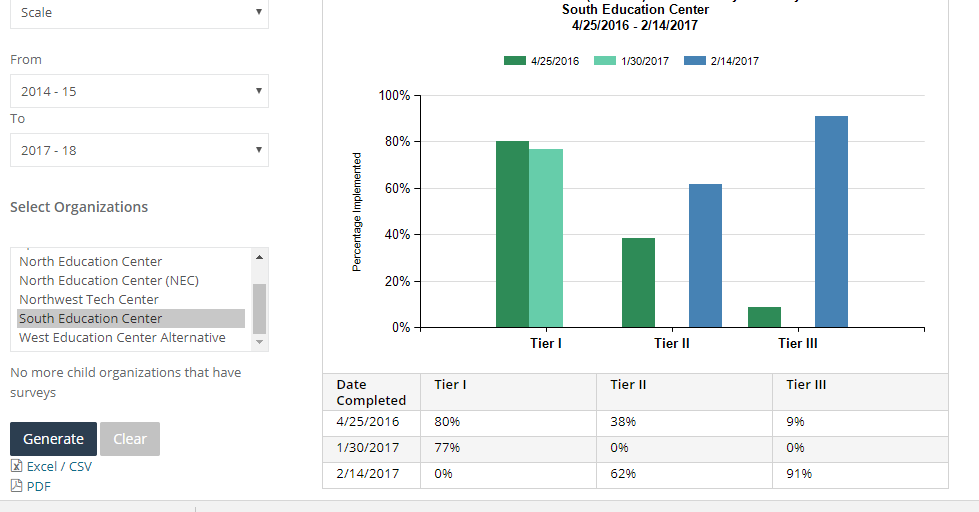 Scale
From
2014 - 15
To
2017 - 18
Select Organizations
North Education Center
North Education Center (NEC)
Northwest Tech Center
South Education Center
West Education Center Alternative
No more child organizations that have
surveys
Generate Clear
Excel / CSV
PDF
South Education Center
4/25/2016 - 2/14/2017
4/25/2016 1/30/2017 2/14/2017
Percentage Implemented
100%
80%
60%
40%
20%
0%
Tier I Tier II Tier III
Date Completed Tier I Tier II Tier III
4/25/2016 80% 38% 9%
1/30/2017 77% 0% 0%
2/14/2017 0% 62% 91%